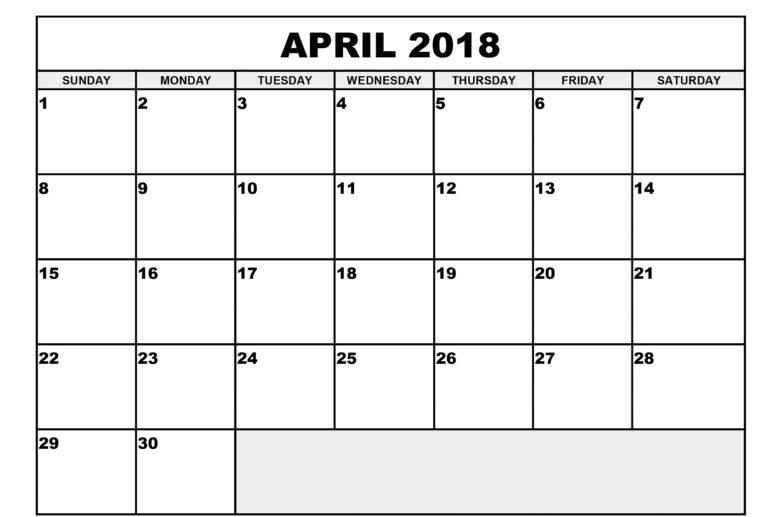 APRIL 2018
SUNDAY MONDAY TUESDAY WEDNESDAY THURSDAY FRIDAY SATURDAY
1 2 3 4 5 6 7
8 9 10 11 12 13 14
15 16 17 18 19 20 21
22 23 24 25 26 27 28
29 30